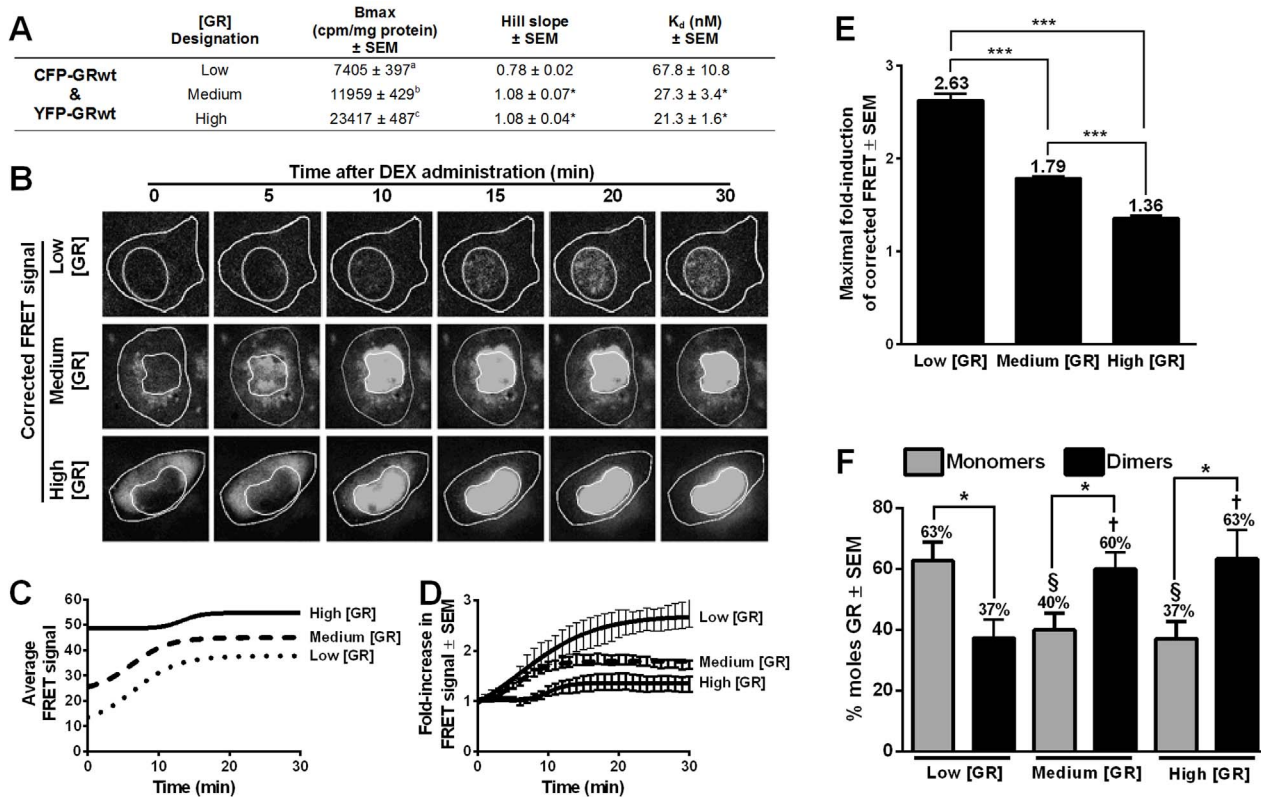 A
[GR] Designation
Bmax (cpm/mg protein) ± SEM
Hill slope ± SEM
Kd (nM) ± SEM
CFP-GRwt & YFP-GRwt
Low 7405 ± 397a 0.78 ± 0.02 67.8 ± 10.8
Medium 11959 ± 429b 1.08 ± 0.07* 27.3 ± 3.4*
High 23417 ± 487c 1.08 ± 0.04* 21.3 ± 1.6*
B
Time after DEX administration (min)
0 5 10 15 20 30
Corrected FRET signal
Low [GR]
Medium [GR]
High [GR]
C
Average FRET signal
60
50
40
30
20
10
0
0 10 20 30
Time (min)
High [GR]
Medium [GR]
Low [GR]
D
Fold-increase in FRET signal ± SEM
3
2
1
0
0 10 20 30
Time (min)
Low [GR]
Medium [GR]
High [GR]
E
Maximal fold-induction of corrected FRET ± SEM
3
2
1
0
***
***
***
2.63
1.79
1.36
Low [GR] Medium [GR] High [GR]
F
Monomers Dimers
% moles GR ± SEM
80
60
40
20
0
* * *
63%
37%
§
40%
†
60%
§
37%
†
63%
Low [GR] Medium [GR] High [GR]